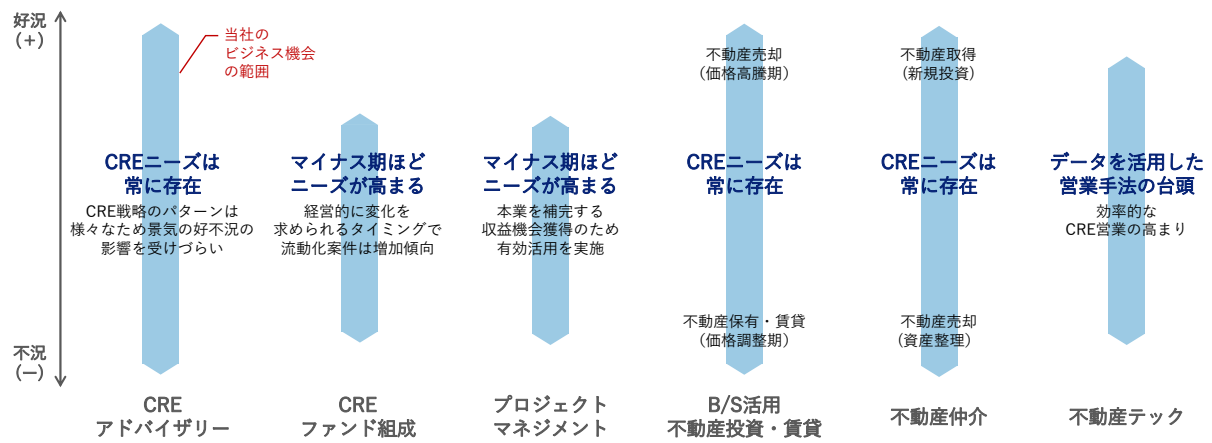 好況
(+)
不況
(ー)
当社の
ビジネス機会
の範囲
CREニーズは
常に存在
CRE戦略のパターンは
様々なため景気の好不況の
影響を受けづらい
CRE
アドバイザリー
マイナス期ほど
ニーズが高まる
経営的に変化を
求められるタイミングで
流動化案件は増加傾向
CRE
ファンド組成
マイナス期ほど
ニーズが高まる
本業を補完する
収益機会獲得のため
有効活用を実施
プロジェクト
マネジメント
不動産売却
(価格高騰期)
CREニーズは
常に存在
不動産保有・賃貸
(価格調整期)
B/S活用
不動産投資・賃貸
不動産取得
(新規投資)
CREニーズは
常に存在
不動産売却
(資産整理)
不動産仲介
データを活用した
営業手法の台頭
効率的な
CRE営業の高まり
不動産テック